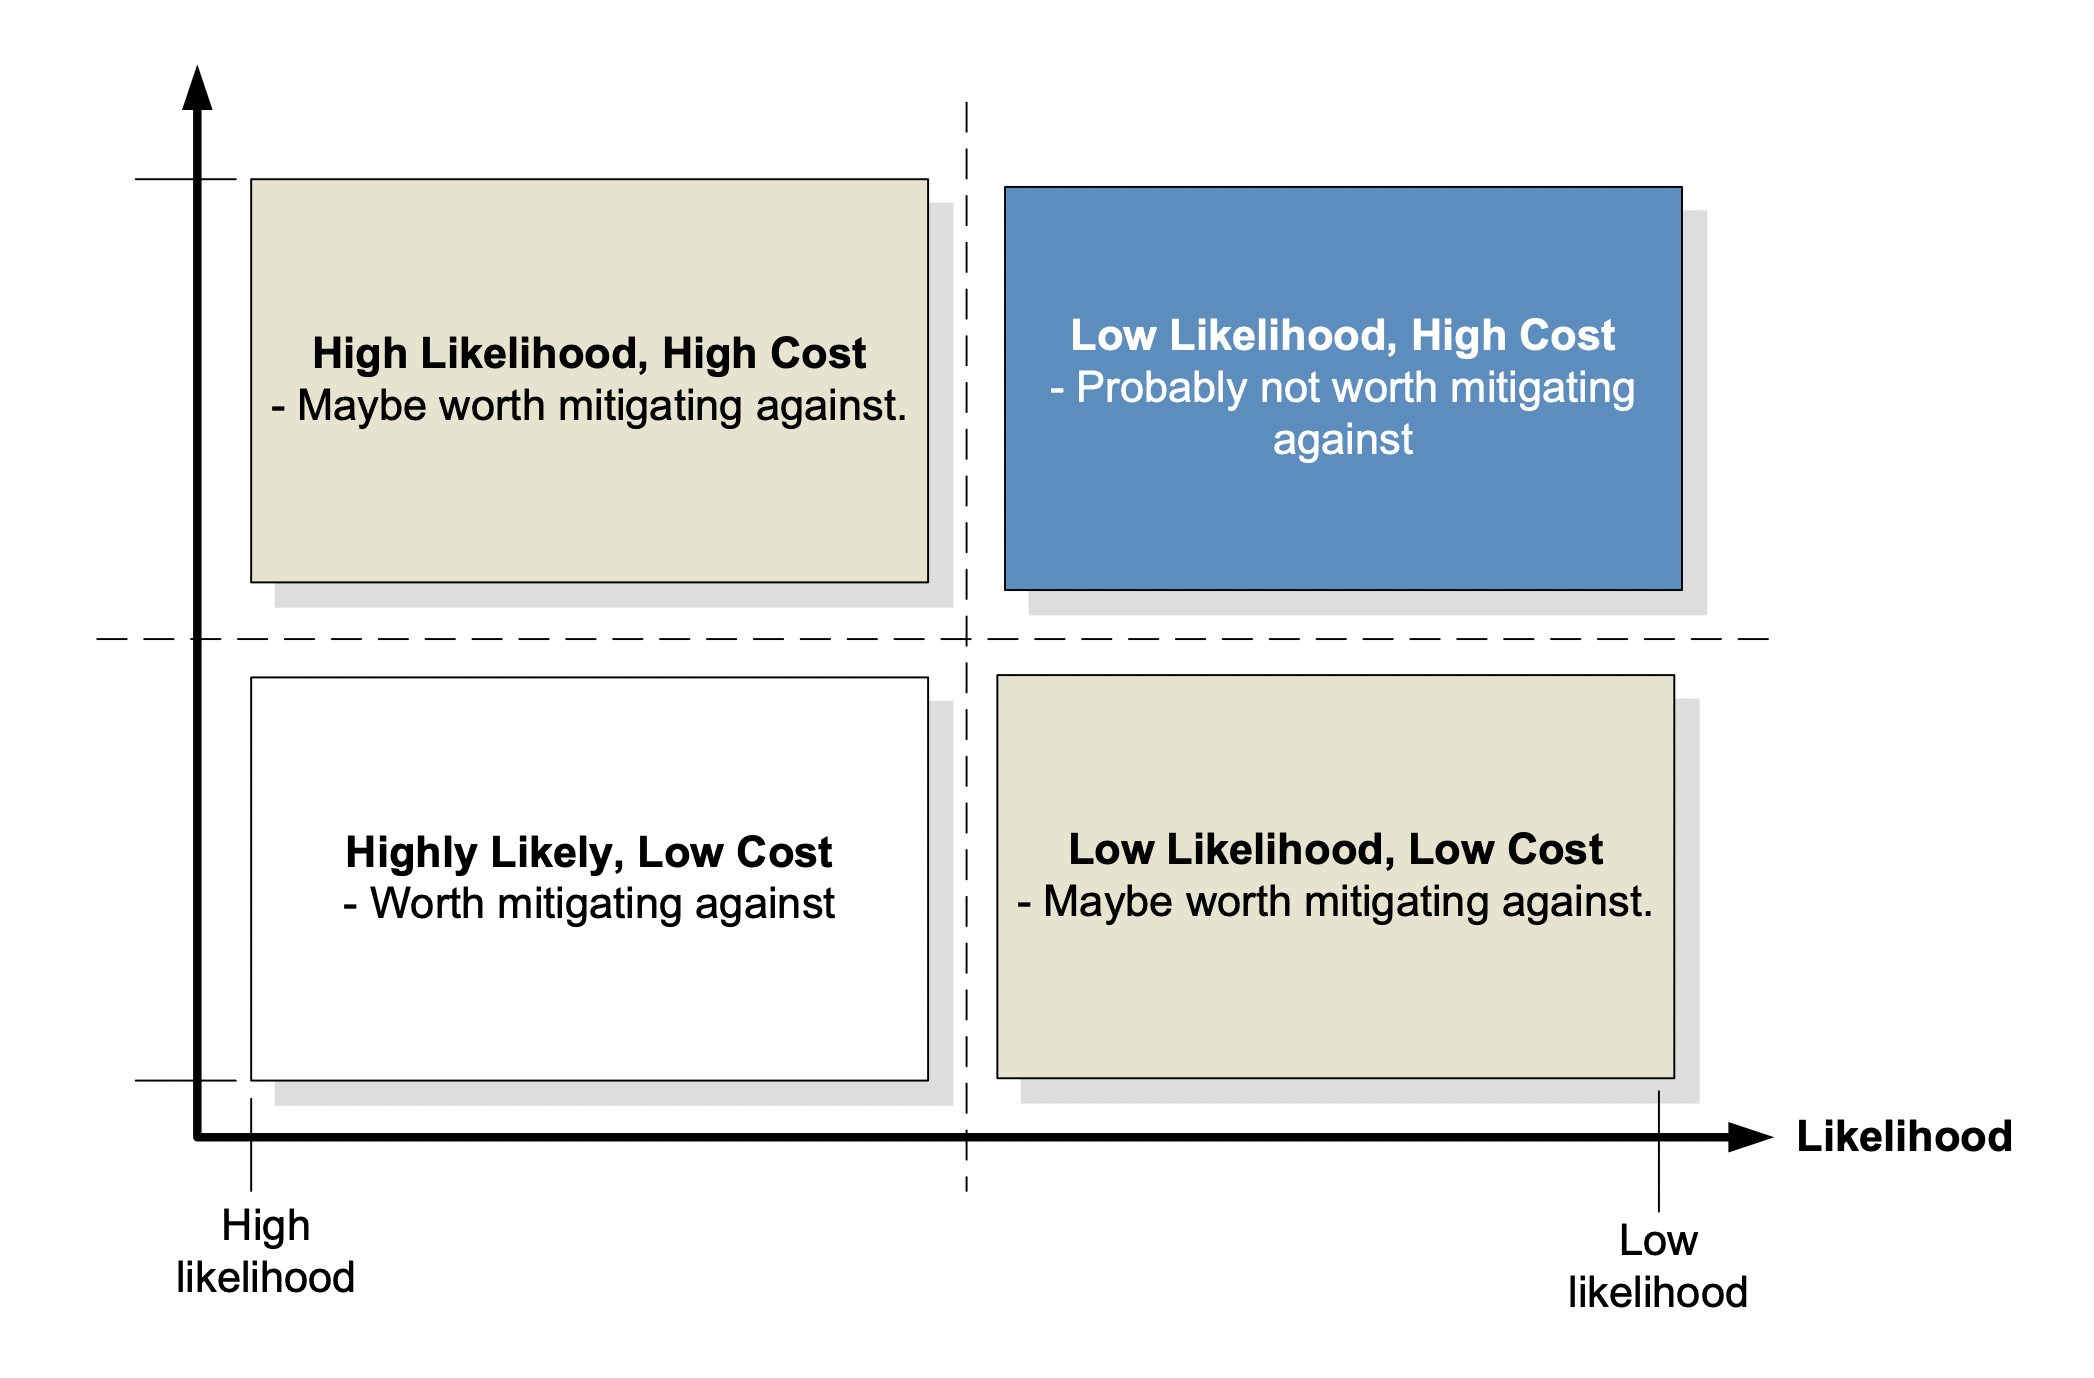 High Likelihood, High Cost
- Maybe worth mitigating against.
Low Likelihood, High Cost
- Probably not worth mitigating
against
Highly Likely, Low Cost
- Worth mitigating against
Low Likelihood, Low Cost
- Maybe worth mitigating against.
Likelihood
High
likelihood
Low
likelihood